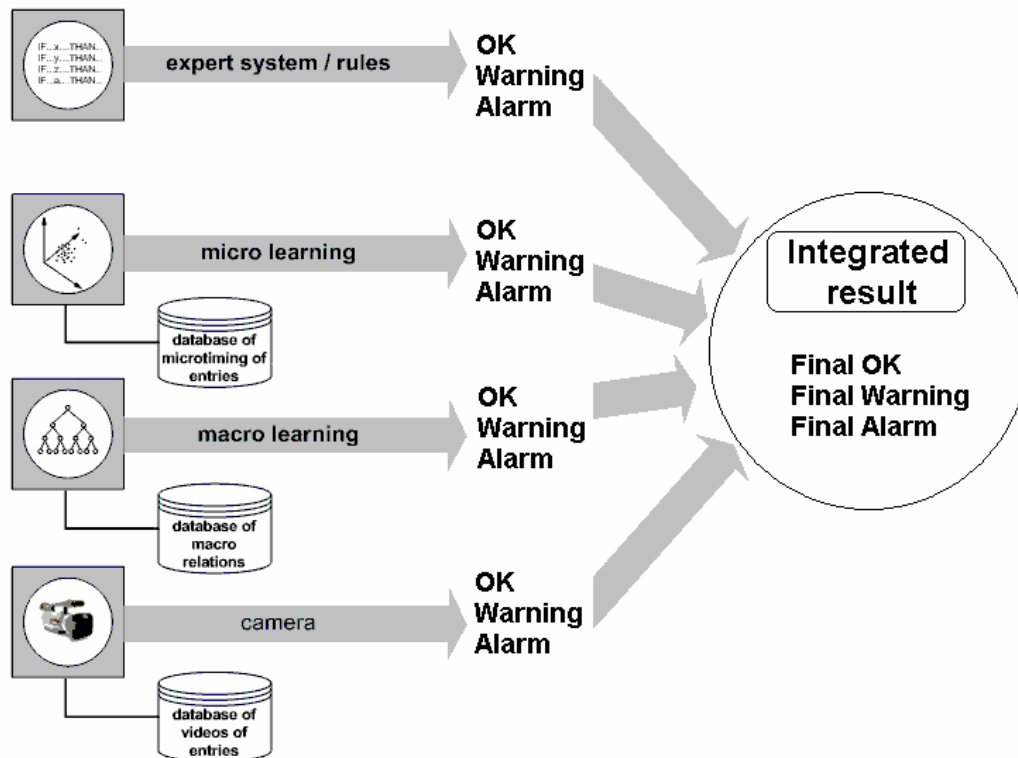 IF...x....THAN...
IF...y....THAN...
IF...z....THAN...
IF...a....THAN...
expert system / rules
OK
Warning
Alarm
micro learning
OK
Warning
Alarm
database of
microtiming of
entries
macro learning
OK
Warning
Alarm
database of
macro
relations
camera
OK
Warning
Alarm
database of
videos of
entries
Integrated
result
Final OK
Final Warning
Final Alarm